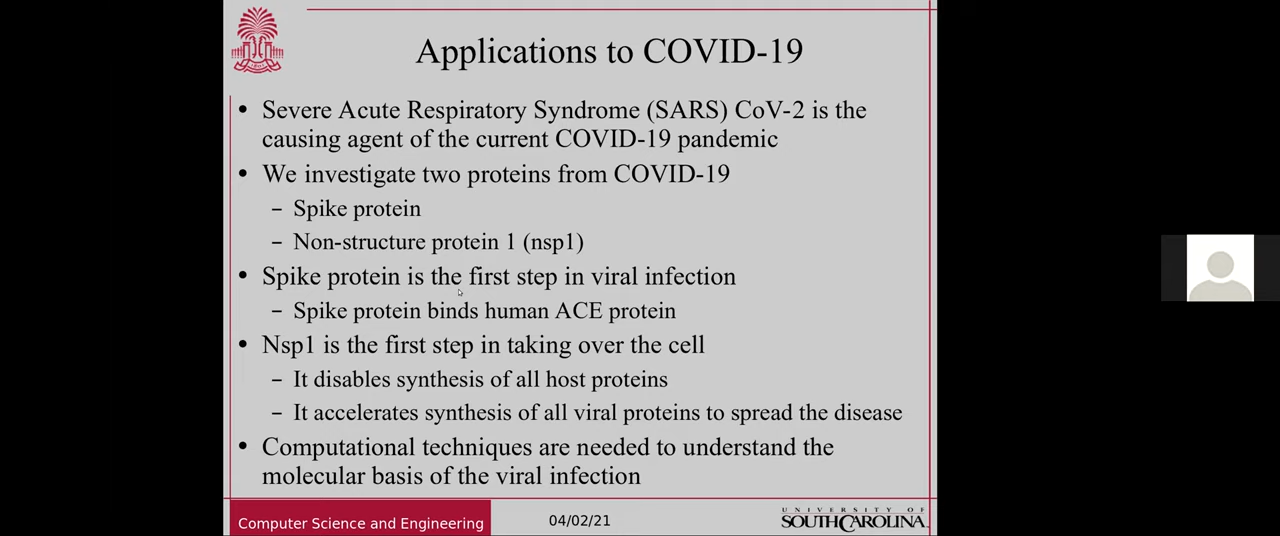 Applications to COVID-19
• Severe Acute Respiratory Syndrome (SARS) CoV-2 is the
causing agent of the current COVID-19 pandemic
• We investigate two proteins from COVID-19
– Spike protein
– Non-structure protein 1 (nsp1)
• Spike protein is the first step in viral infection
– Spike protein binds human ACE protein
• Nsp1 is the first step in taking over the cell
– It disables synthesis of all host proteins
– It accelerates synthesis of all viral proteins to spread the disease
• Computational techniques are needed to understand the
molecular basis of the viral infection
Computer Science and Engineering
04/02/21
UNIVERSITY OF
SOUTH CAROLINA